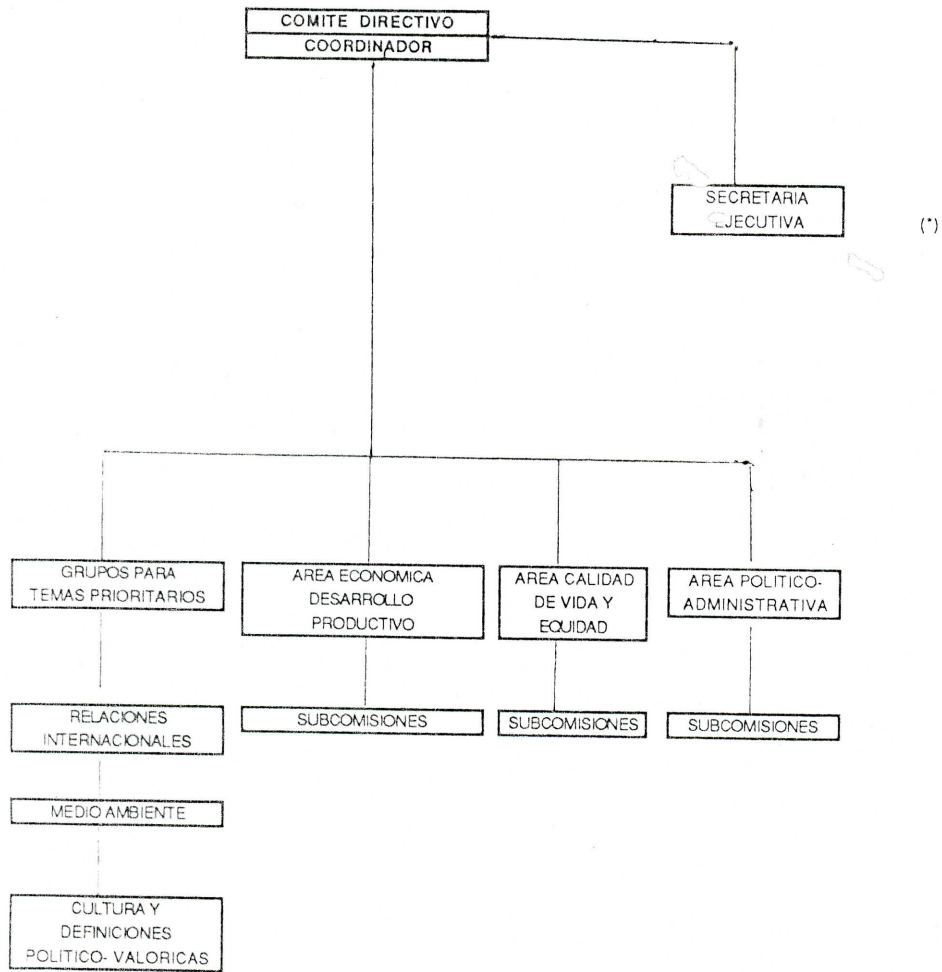 COMITE DIRECTIVO
COORDINADOR
SECRETARIA
EJECUTIVA
(*)
GRUPOS PARA
TEMAS PRIORITARIOS
AREA ECONOMICA
DESARROLLO
PRODUCTIVO
AREA CALIDAD
DE VIDA Y
EQUIDAD
AREA POLITICO-
ADMINISTRATIVA
RELACIONES
INTERNACIONALES
SUBCOMISIONES
SUBCOMISIONES
SUBCOMISIONES
MEDIO AMBIENTE
CULTURA Y
DEFINICIONES
POLITICO- VALORICAS